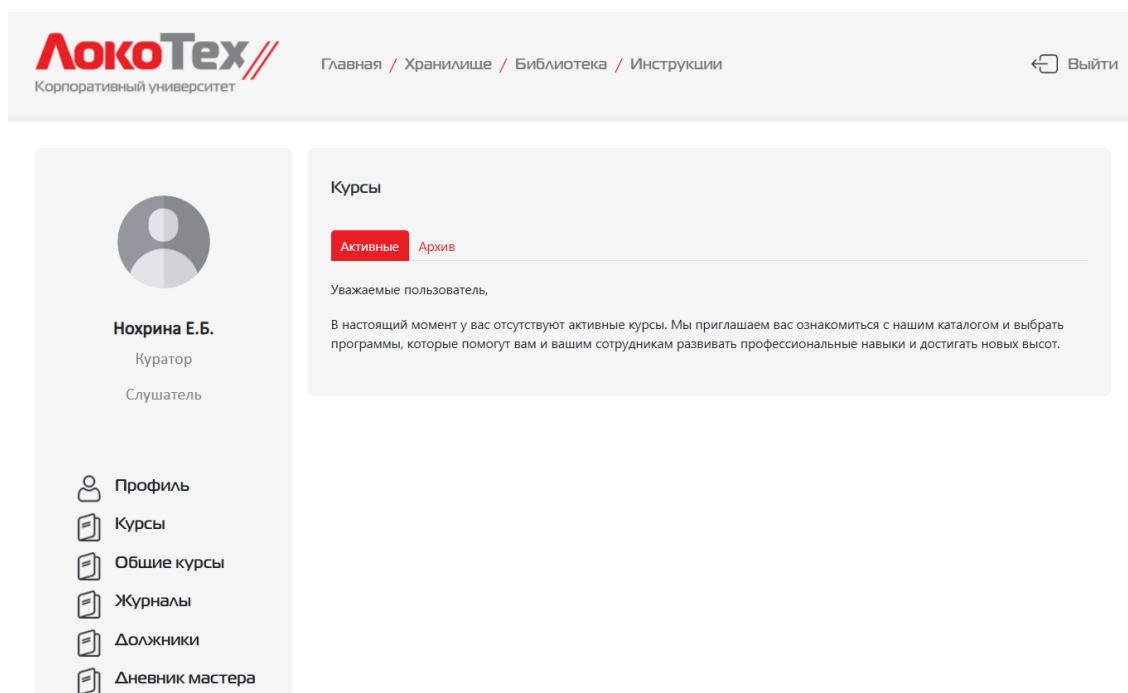 ЛокоТех
Корпоративный университет
Главная / Хранилище / Библиотека / Инструкции
Выйти
Нохрина Е.Б.
Куратор
Слушатель
Профиль
Курсы
Общие курсы
Журналы
Должники
Дневник мастера
Курсы
Активные Архив
Уважаемые пользователь,
В настоящий момент у вас отсутствуют активные курсы. Мы приглашаем вас ознакомиться с нашим каталогом и выбрать
программы, которые помогут вам и вашим сотрудникам развивать профессиональные навыки и достигать новых высот.